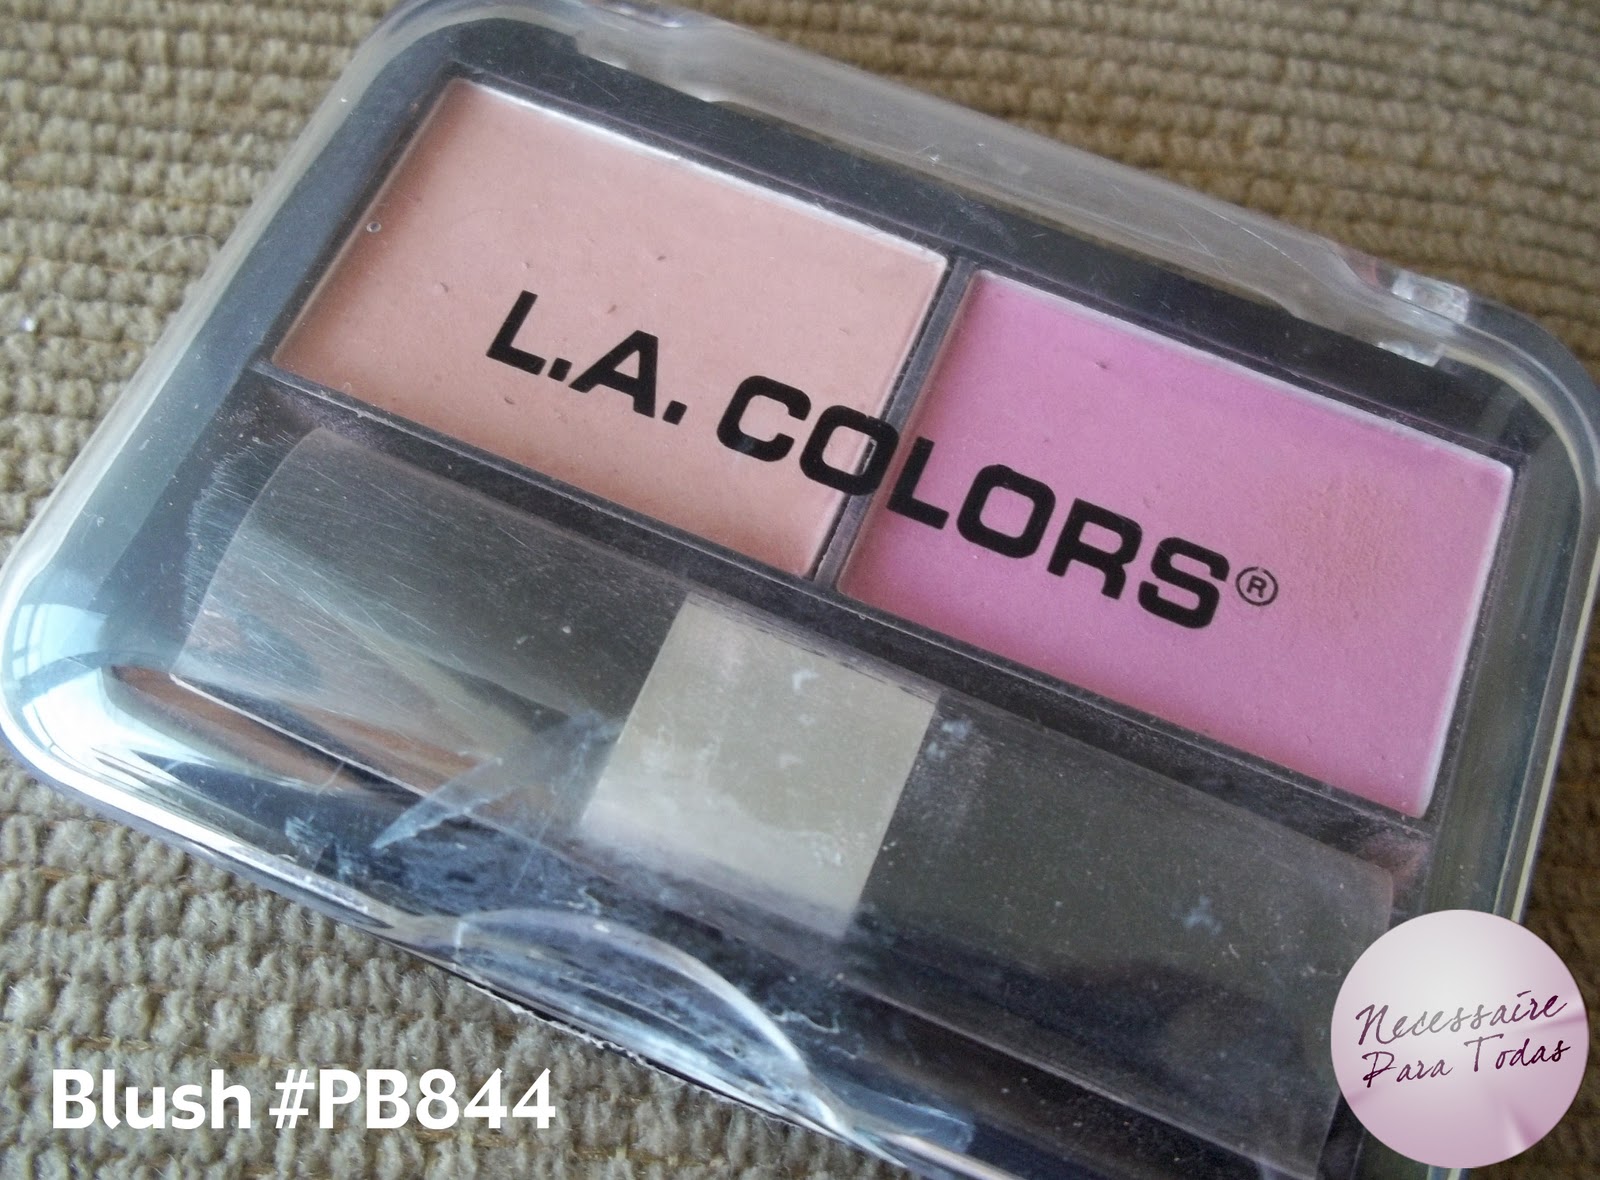 L.A. COLORS®
Blush #PB844
Necessaire
Para Todas